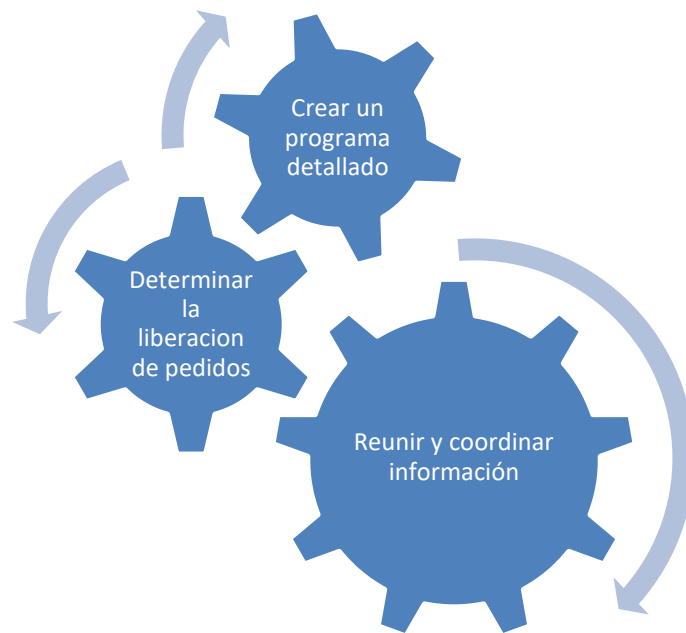 Crear un
programa
detallado
Determinar
la
liberacion
de pedidos
Reunir y coordinar
información